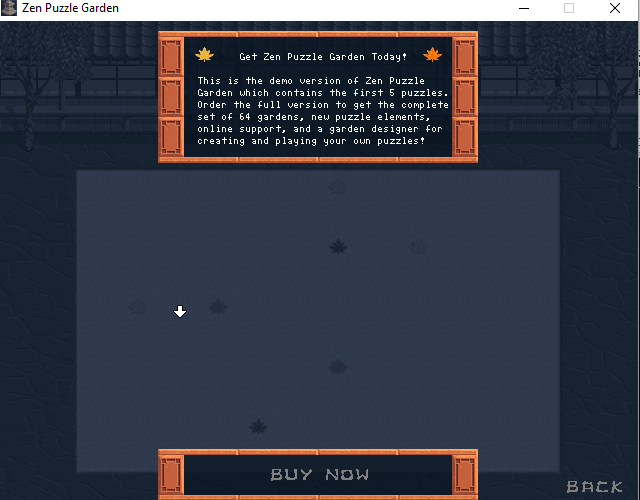 Zen Puzzle Garden
Get Zen Puzzle Garden Today!
This is the demo version of Zen Puzzle
Garden which contains the first 5 puzzles.
Order the full version to get the complete
set of 64 gardens, new puzzle elements,
online support, and a garden designer for
creating and playing your own puzzles!
BUY NOW
BACK